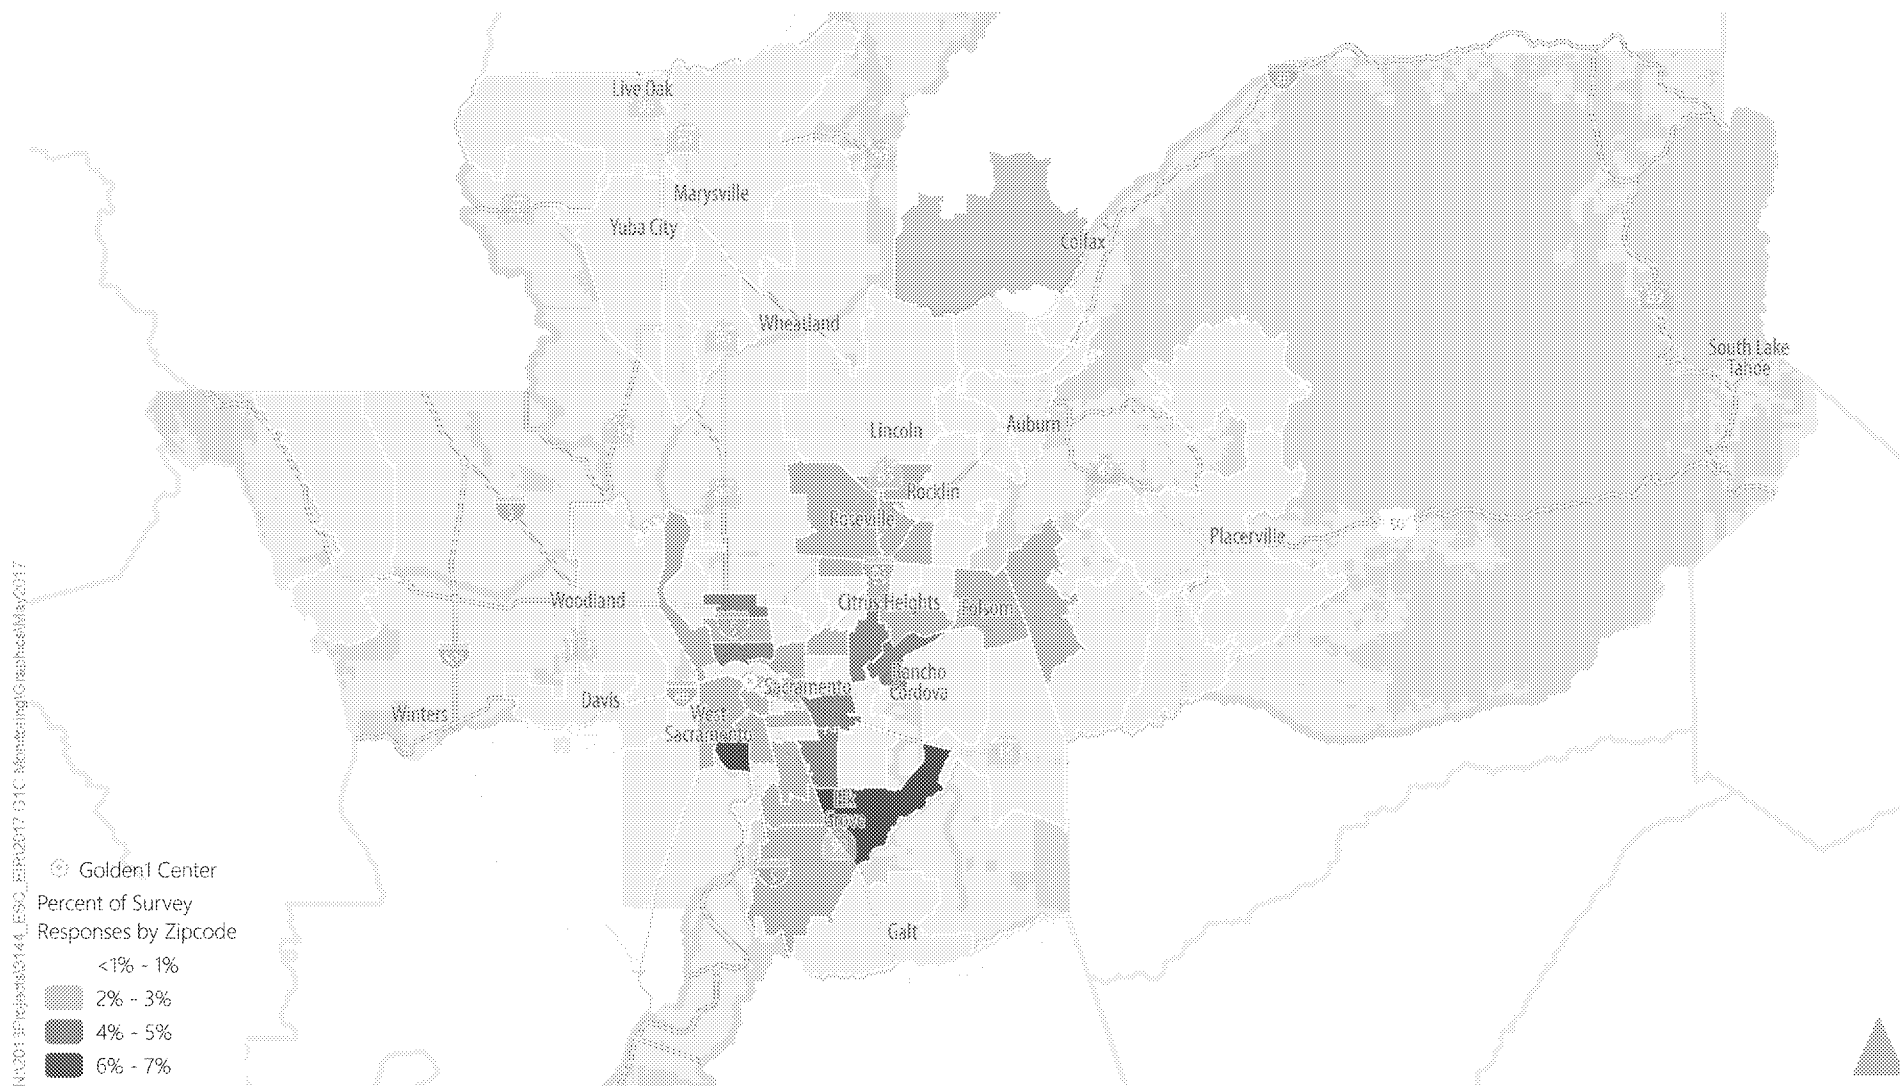 Live Oak
Marysville
Yuba City
Colfax
Wheatland
South Lake
Tahoe
Lincoln
Auburn
Rocklin
Roseville
50
Placerville
Woodland
Citrus Heights
Folsom
Rancho
Cordova
Sacramento
Davis
Winters
West
Sacramento
Elk
Grove
Galt
Golden1 Center
Percent of Survey
Responses by Zipcode
<1% - 1%
2% - 3%
4% - 5%
6% - 7%